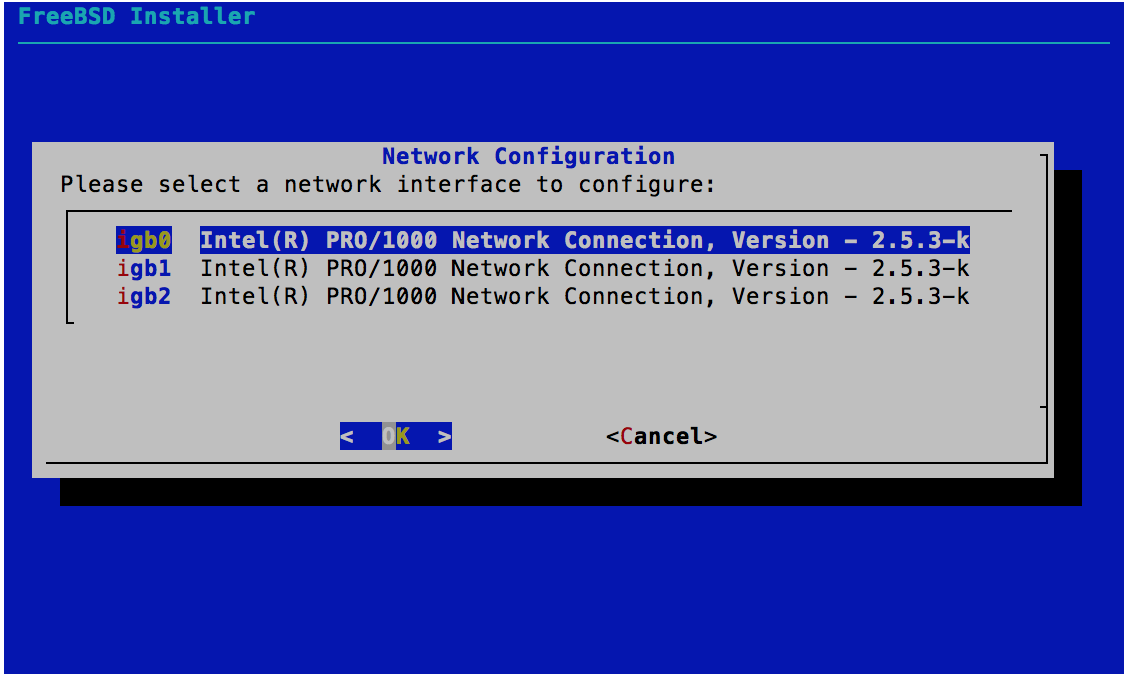 FreeBSD Installer
Network Configuration
Please select a network interface to configure:
igb0 Intel(R) PRO/1000 Network Connection, Version - 2.5.3-k
igb1 Intel(R) PRO/1000 Network Connection, Version - 2.5.3-k
igb2 Intel(R) PRO/1000 Network Connection, Version - 2.5.3-k
< OK > <Cancel>